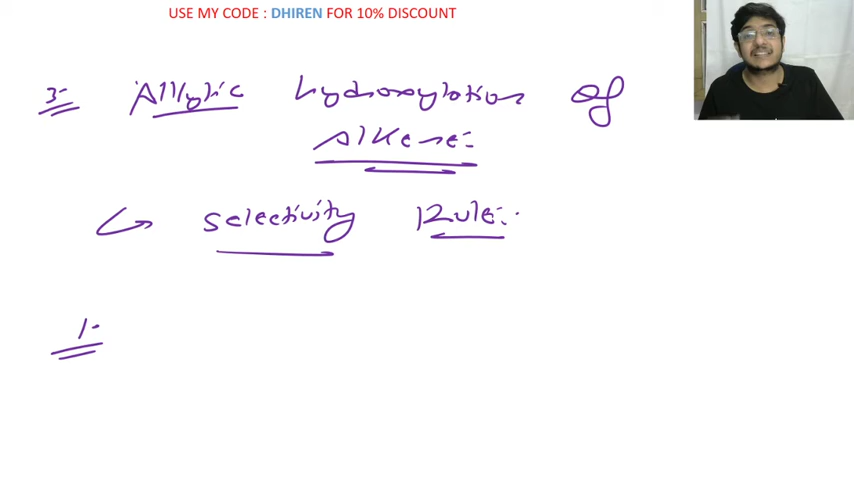 USE MY CODE : DHIREN FOR 10% DISCOUNT
3- Allylic hydroxylation of
Alkene:
↳ selectivity Rule:
1-